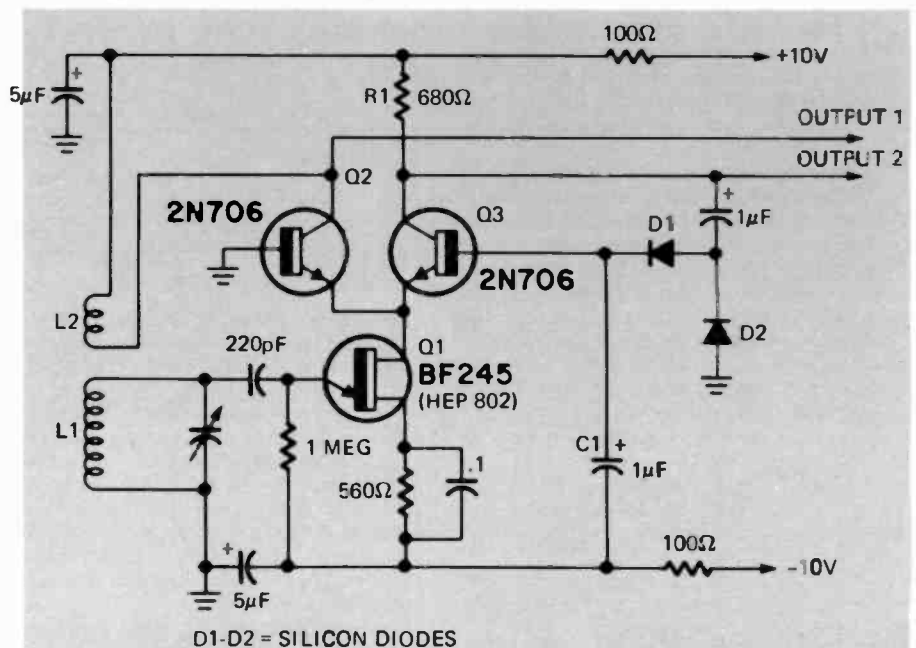 100Ω
+10V
5μF
+
R1
680Ω
OUTPUT 1
OUTPUT 2
Q2
2N706
Q3
2N706
D1
+
1μF
D2
L2
220pF
Q1
BF245
(HEP 802)
L1
1 MEG
.1
560Ω
C1
+
1μF
100Ω
-10V
+
5μF
D1-D2 = SILICON DIODES